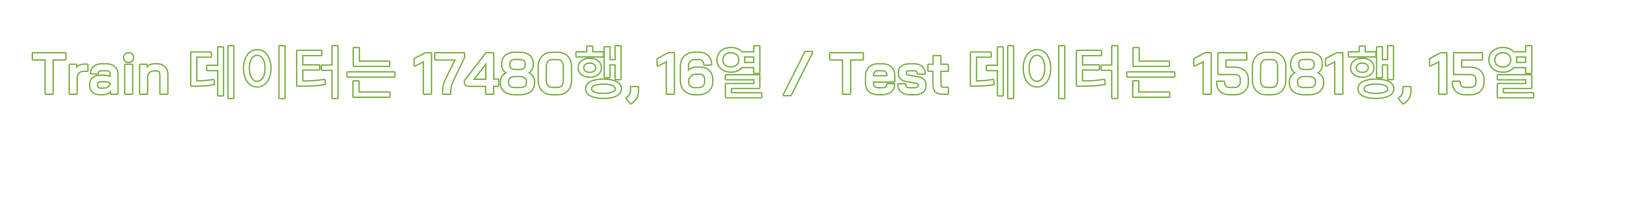 Train 데이터는 17480행, 16열 / Test 데이터는 15081행, 15열